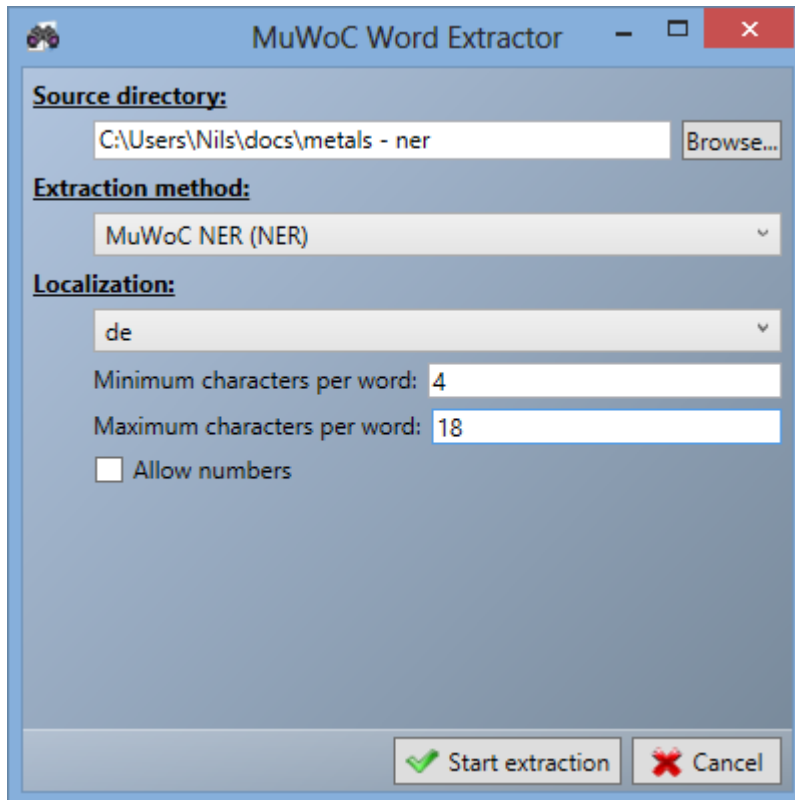 MuWoC Word Extractor
Source directory:
C:\Users\Nils\docs\metals - ner Browse...
Extraction method:
MuWoC NER (NER)
Localization:
de
Minimum characters per word: 4
Maximum characters per word: 18
Allow numbers
Start extraction Cancel